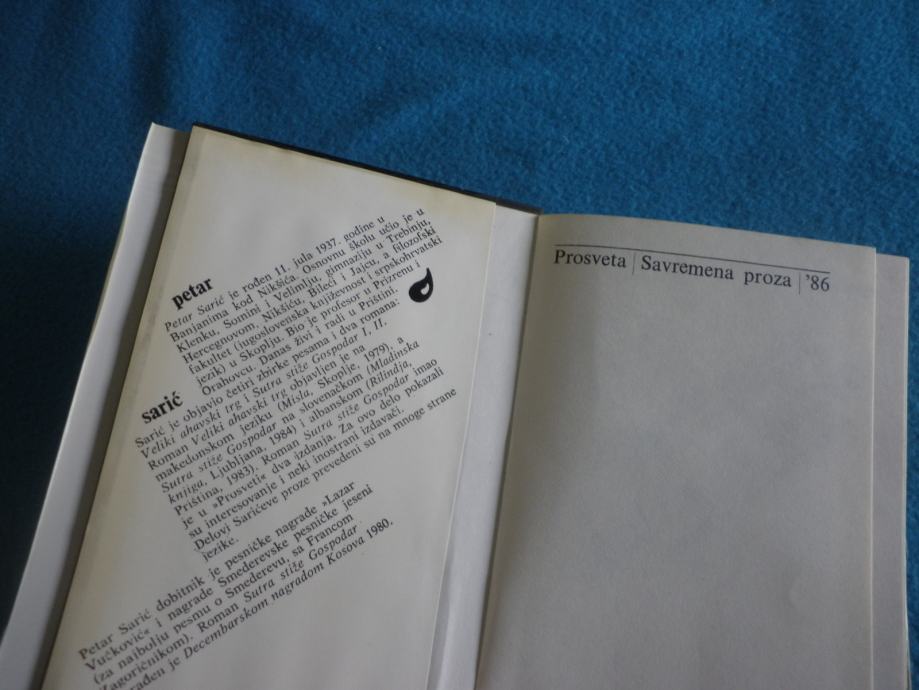 petar
Petar Sarić je rođen 11. jula 1937. godine u
Banjanima kod Nikšića. Osnovnu školu učio je u
Klenku, Somini i Velimlju, gimnaziju u Trebinju,
Hercegnovom, Nikšiću, Bileći i Jajcu, a filozofski
fakultet (jugoslovenska književnost i srpskohrvatski
jezik) u Skoplju. Bio je profesor u Prizrenu i
Orahovcu. Danas živi i radi u Prištini.
sarić
Sarić je objavio četiri zbirke pesama i dva romana:
Veliki ahavski trg i Sutra stiže Gospodar I, II.
Roman Veliki ahavski trg objavljen je na
makedonskom jeziku (Misla, Skoplje, 1979), a
Sutra stiže Gospodar na slovenačkom (Mladinska
knjiga, Ljubljana, 1984) i albanskom (Rilindja,
Priština, 1983). Roman Sutra stiže Gospodar imao
je u »Prosveti« dva izdanja. Za ovo delo pokazali
su interesovanje i neki inostrani izdavači.
Delovi Sarićeve proze prevedeni su na mnoge strane
jezike.
Petar Sarić dobitnik je pesničke nagrade »Lazar
Vučković« i nagrade Smederevske pesničke jeseni
(za najbolju pesmu o Smederevu, sa Francom
Zagoričnikom). Roman Sutra stiže Gospodar
je Decembarskom nagradom Kosova 1980.
Prosveta | Savremena proza | '86